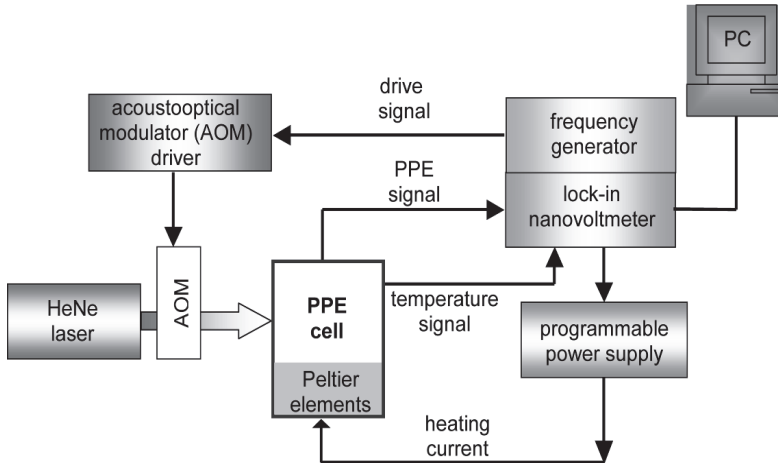 PC
drive
signal
acoustooptical
modulator (AOM)
driver
frequency
generator
PPE
signal
lock-in
nanovoltmeter
HeNe
laser
AOM
PPE
cell
temperature
signal
programmable
power supply
Peltier
elements
heating
current